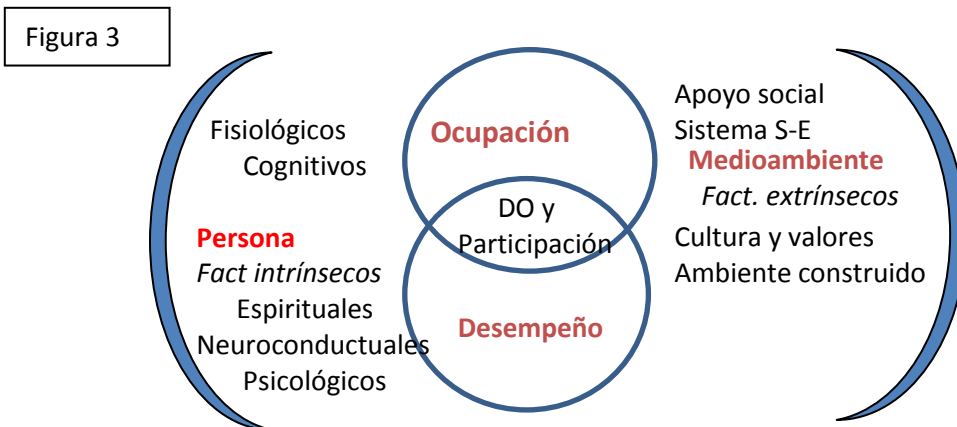 Figura 3
Fisiológicos
Cognitivos
Persona
Fact intrínsecos
Espirituales
Neuroconductuales
Psicológicos
Ocupación
DO y
Participación
Desempeño
Apoyo social
Sistema S-E
Medioambiente
Fact. extrínsecos
Cultura y valores
Ambiente construido